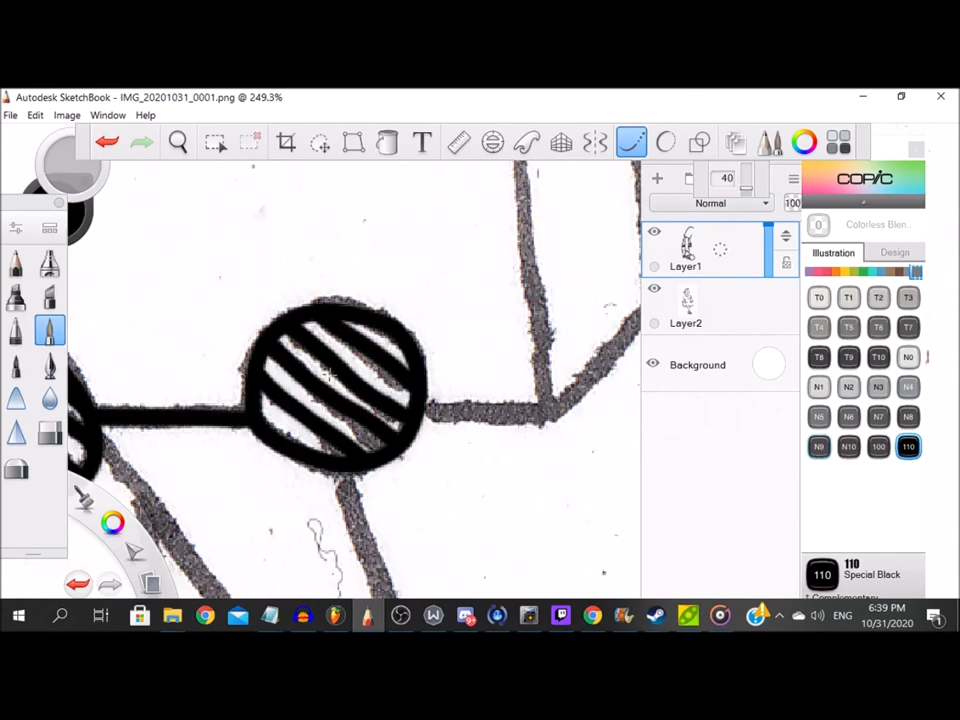 Autodesk SketchBook - IMG_20201031_0001.png @ 249.3%
File Edit Image Window Help
T
40
COPIC
Normal
100
0 Colorless Blen..
Illustration Design
Layer1
T0 T1 T2 T3
Layer2
T4 T5 T6 T7
T8 T9 T10 N0
Background
N1 N2 N3 N4
N5 N6 N7 N8
N9 N10 100 110
110
110 Special Black
Complementary
6:39 PM
ENG
10/31/2020
1